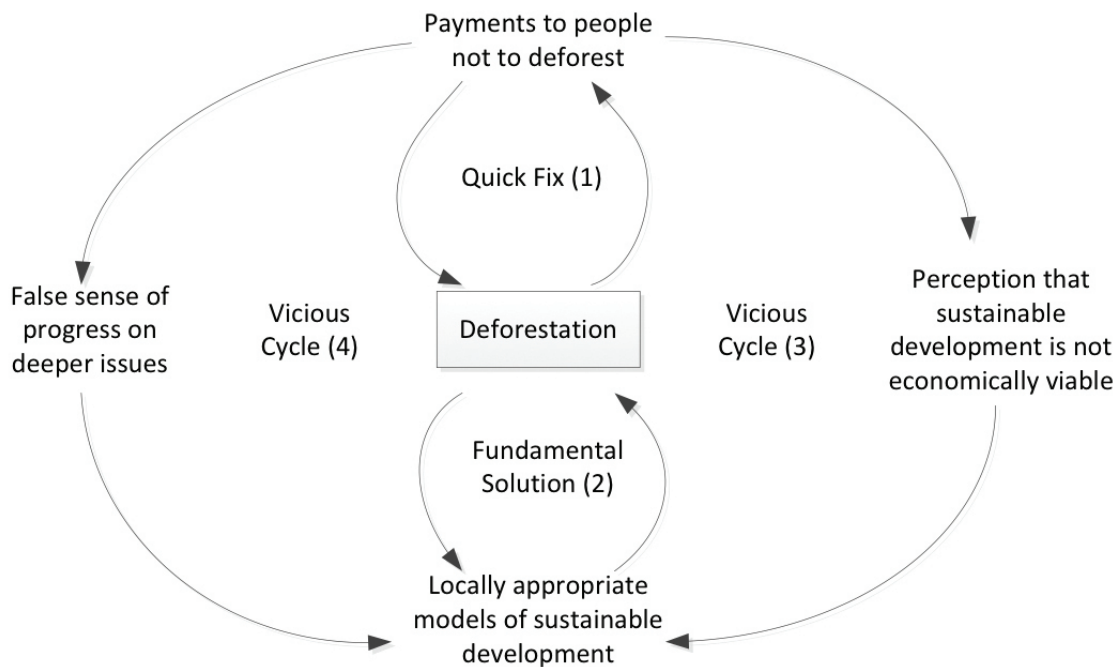 Payments to people
not to deforest
Quick Fix (1)
False sense of
progress on
deeper issues
Vicious
Cycle (4)
Deforestation
Vicious
Cycle (3)
Perception that
sustainable
development is not
economically viable
Fundamental
Solution (2)
Locally appropriate
models of sustainable
development